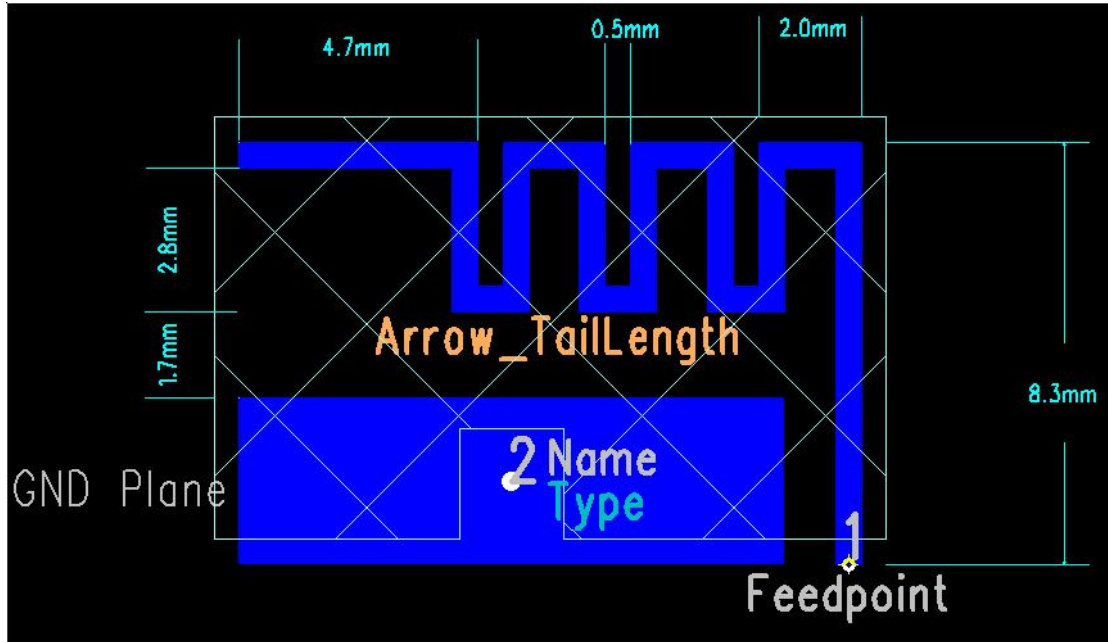 4.7mm
0.5mm
2.0mm
2.8mm
1.7mm
Arrow_TailLength
8.3mm
2 Name
Type
GND Plane
1
Feedpoint